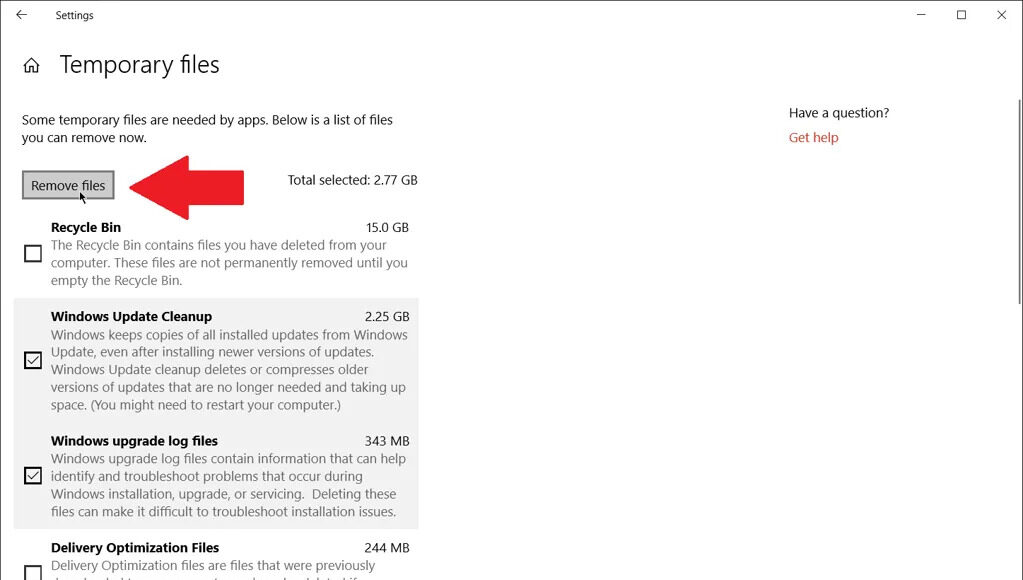 Settings
Temporary files
Some temporary files are needed by apps. Below is a list of files
you can remove now.
Have a question?
Get help
Remove files
Total selected: 2.77 GB
Recycle Bin 15.0 GB
The Recycle Bin contains files you have deleted from your
computer. These files are not permanently removed until you
empty the Recycle Bin.
Windows Update Cleanup 2.25 GB
Windows keeps copies of all installed updates from Windows
Update, even after installing newer versions of updates.
Windows Update cleanup deletes or compresses older
versions of updates that are no longer needed and taking up
space. (You might need to restart your computer.)
Windows upgrade log files 343 MB
Windows upgrade log files contain information that can help
identify and troubleshoot problems that occur during
Windows installation, upgrade, or servicing.  Deleting these
files can make it difficult to troubleshoot installation issues.
Delivery Optimization Files 244 MB
Delivery Optimization files are files that were previously